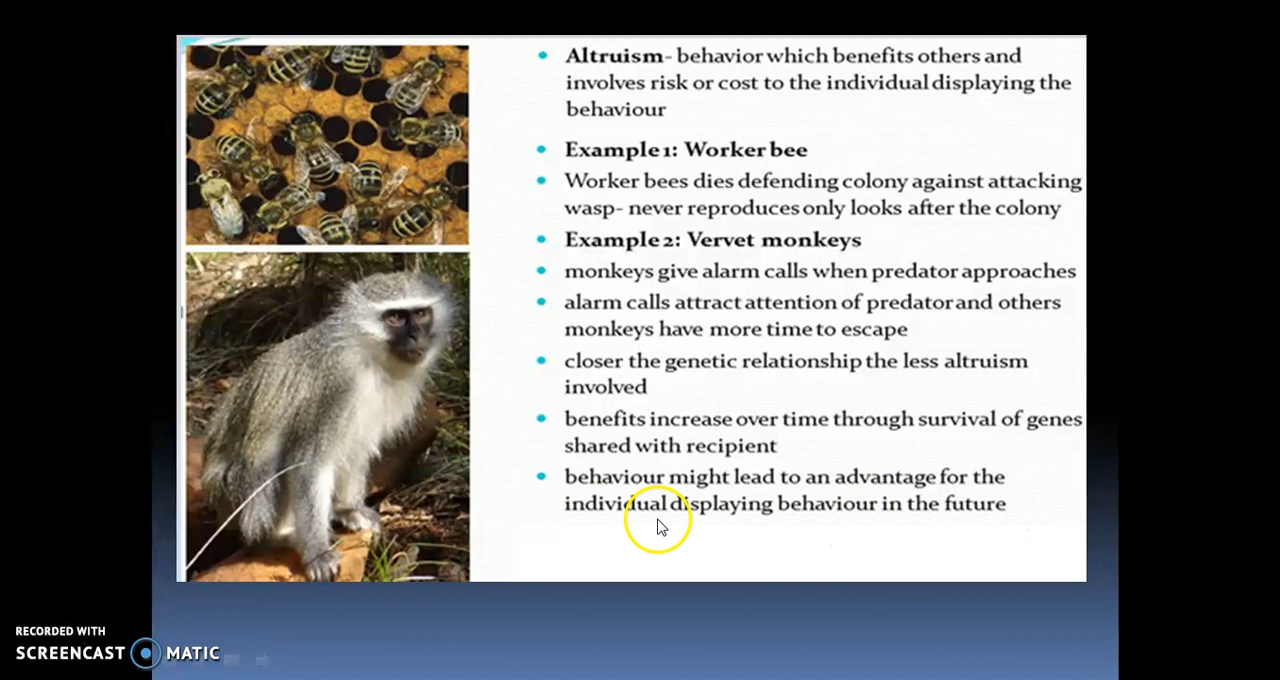 Altruism- behavior which benefits others and
involves risk or cost to the individual displaying the
behaviour
Example 1: Worker bee
Worker bees dies defending colony against attacking
wasp- never reproduces only looks after the colony
Example 2: Vervet monkeys
monkeys give alarm calls when predator approaches
alarm calls attract attention of predator and others
monkeys have more time to escape
closer the genetic relationship the less altruism
involved
benefits increase over time through survival of genes
shared with recipient
behaviour might lead to an advantage for the
individual displaying behaviour in the future
RECORDED WITH
SCREENCAST MATIC